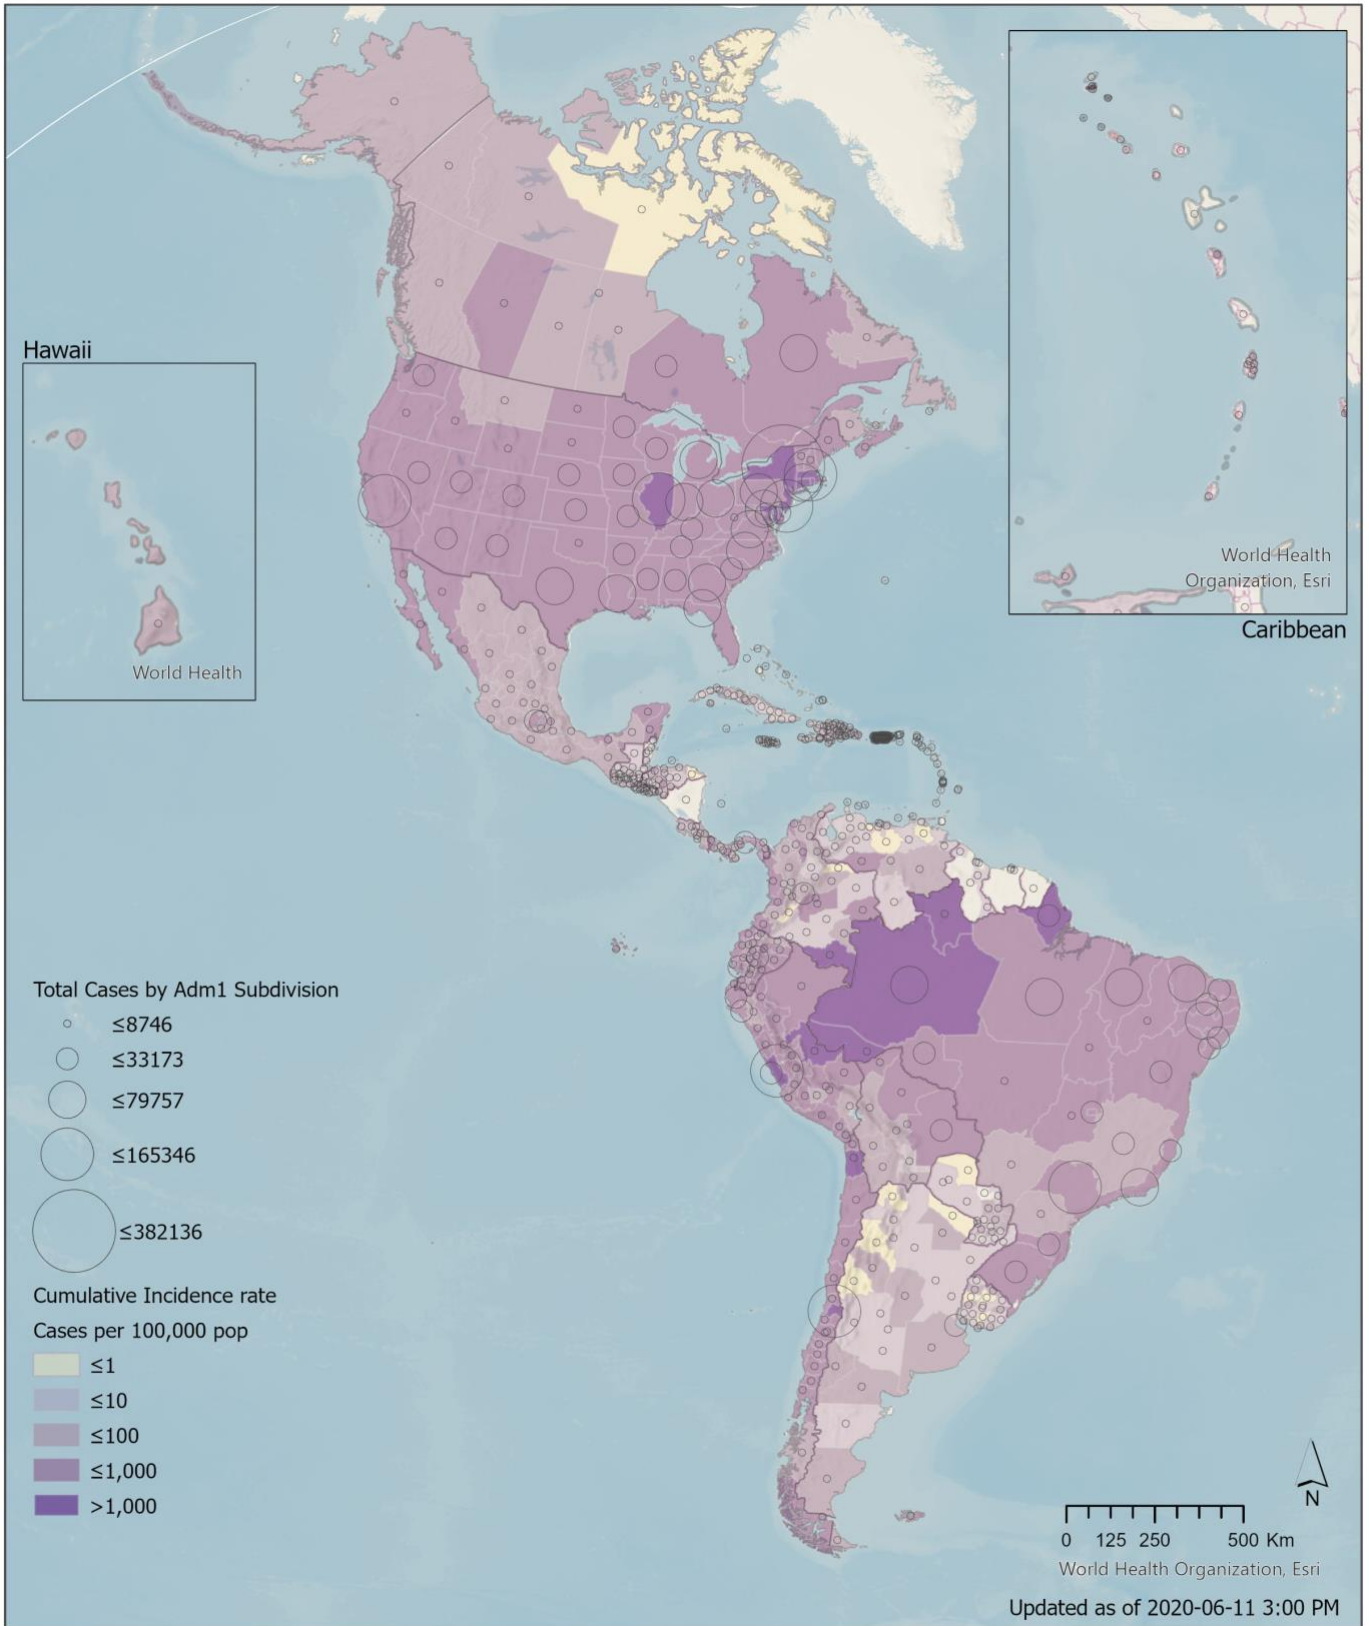 Hawaii
World Health
World Health
Organization, Esri
Caribbean
Total Cases by Adm1 Subdivision
≤8746
≤33173
≤79757
≤165346
≤382136
Cumulative Incidence rate
Cases per 100,000 pop
≤1
≤10
≤100
≤1,000
>1,000
N
0 125 250 500 Km
World Health Organization, Esri
Updated as of 2020-06-11 3:00 PM